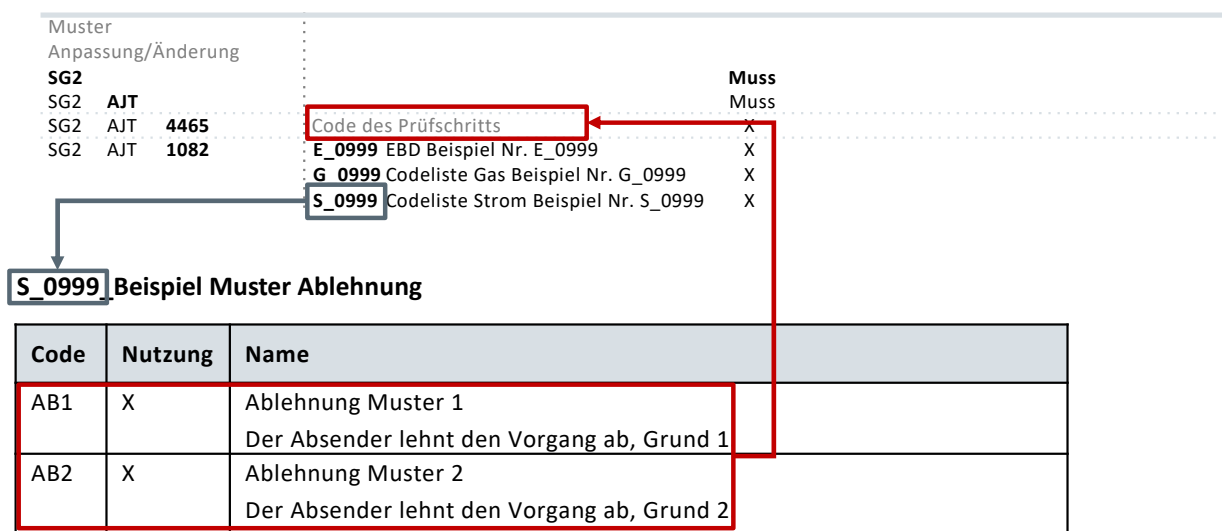 Muster
Anpassung/Änderung
SG2 Muss
SG2 AJT Muss
SG2 AJT 4465 Code des Prüfschritts X
SG2 AJT 1082 E_0999 EBD Beispiel Nr. E_0999 X
G_0999 Codeliste Gas Beispiel Nr. G_0999 X
S_0999 Codeliste Strom Beispiel Nr. S_0999 X
S_0999_Beispiel Muster Ablehnung
Code Nutzung Name
AB1 X Ablehnung Muster 1
Der Absender lehnt den Vorgang ab, Grund 1
AB2 X Ablehnung Muster 2
Der Absender lehnt den Vorgang ab, Grund 2